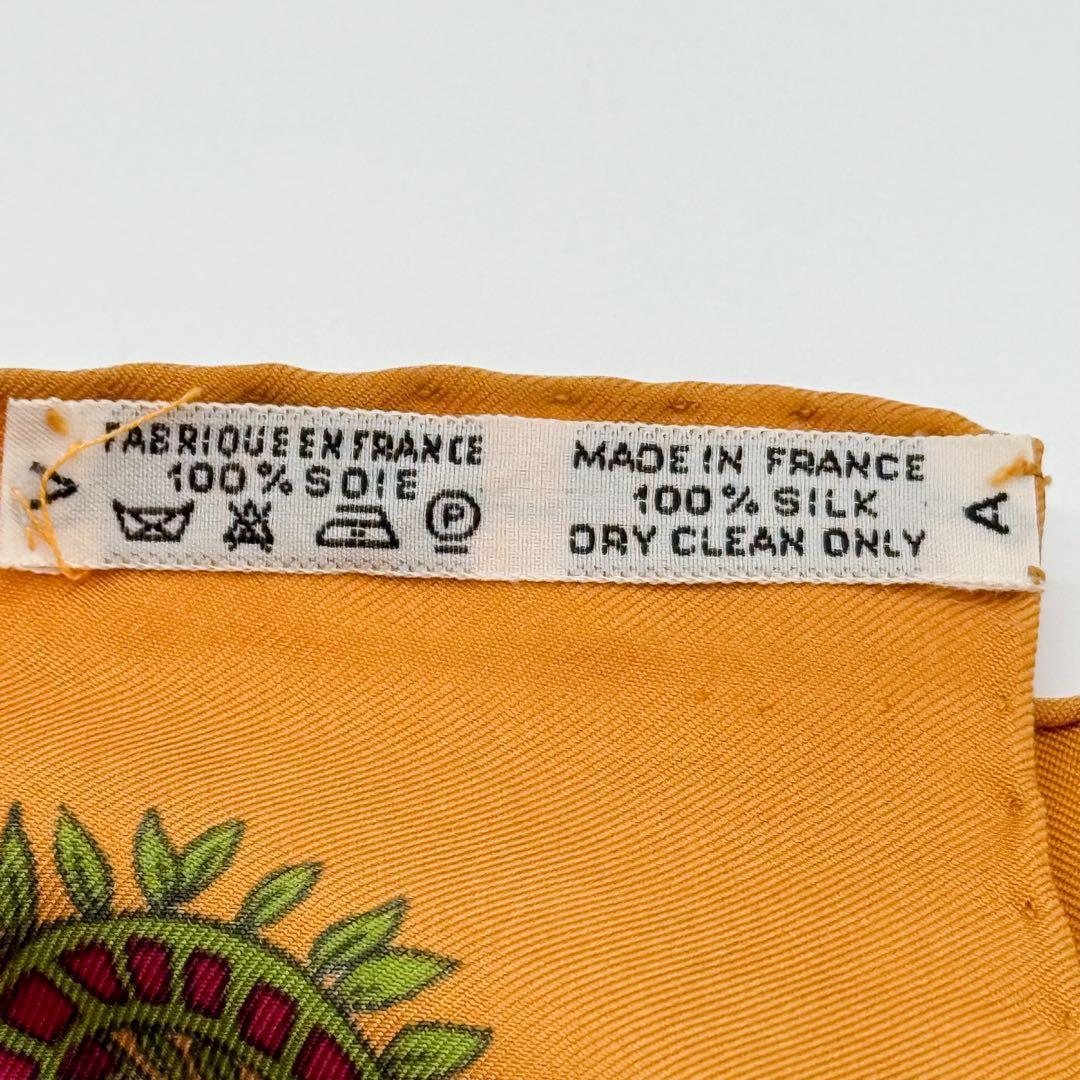 FABRIQUE EN FRANCE
100% SOIE
P
MADE IN FRANCE
100% SILK
DRY CLEAN ONLY
A